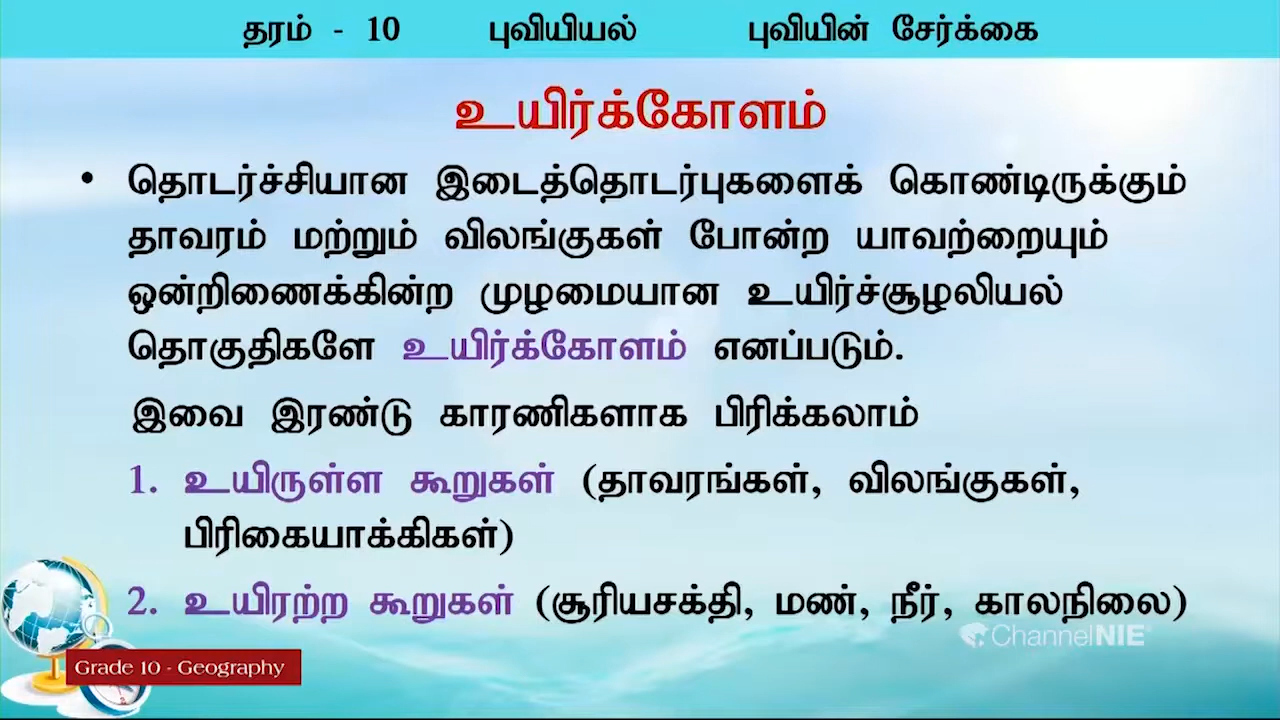 தரம் - 10 புவியியல் புவியின் சேர்க்கை
உயிர்க்கோளம்
• தொடர்ச்சியான இடைத்தொடர்புகளைக் கொண்டிருக்கும்
தாவரம் மற்றும் விலங்குகள் போன்ற யாவற்றையும்
ஒன்றிணைக்கின்ற முழமையான உயிர்ச்சூழலியல்
தொகுதிகளே உயிர்க்கோளம் எனப்படும்.
இவை இரண்டு காரணிகளாக பிரிக்கலாம்
1. உயிருள்ள கூறுகள் (தாவரங்கள், விலங்குகள்,
பிரிகையாக்கிகள்)
2. உயிரற்ற கூறுகள் (சூரியசக்தி, மண், நீர், காலநிலை)
ChannelNIE
Grade 10 - Geography